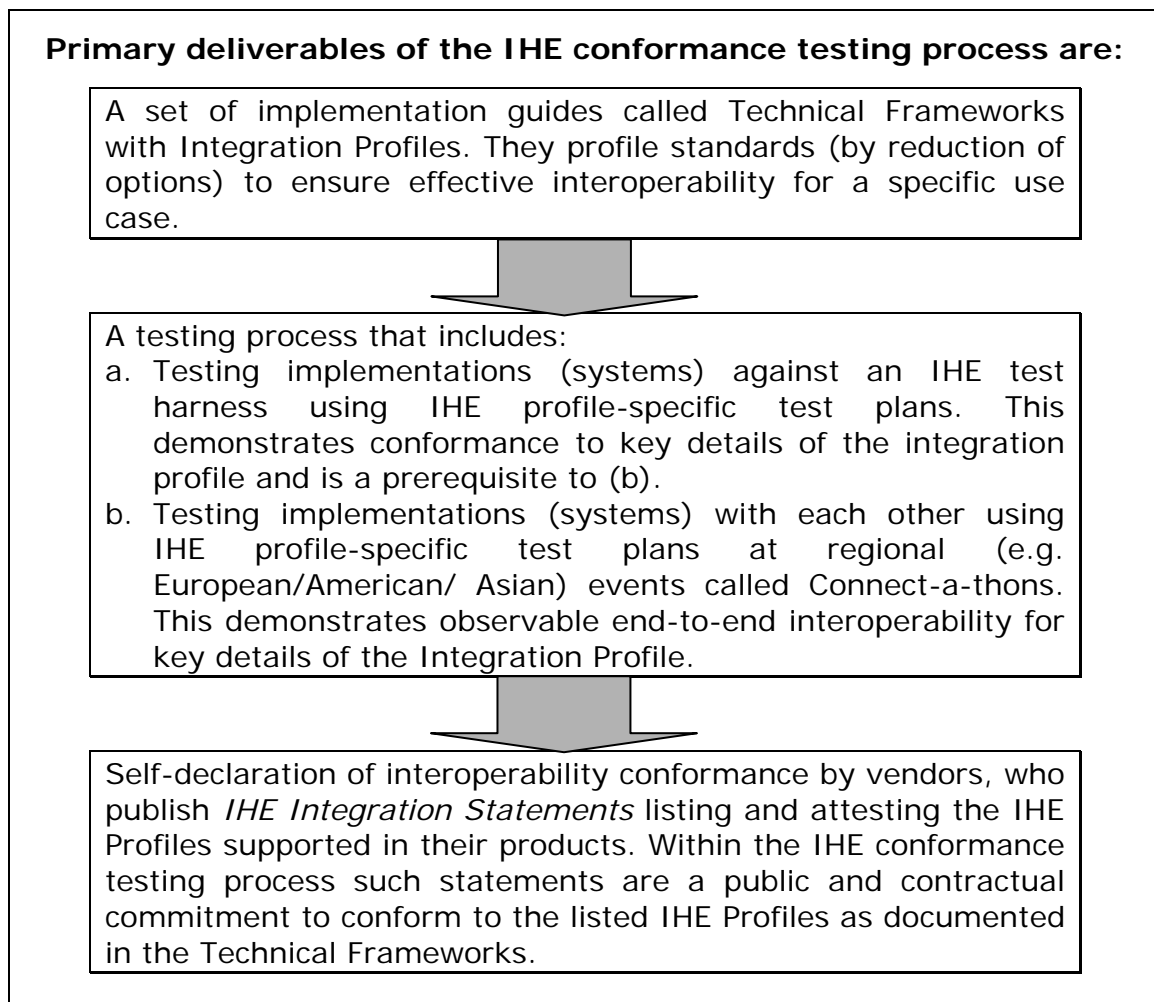 Primary deliverables of the IHE conformance testing process are:
A set of implementation guides called Technical Frameworks
with Integration Profiles. They profile standards (by reduction of
options) to ensure effective interoperability for a specific use
case.
A testing process that includes:
a. Testing implementations (systems) against an IHE test
harness using IHE profile-specific test plans. This
demonstrates conformance to key details of the integration
profile and is a prerequisite to (b).
b. Testing implementations (systems) with each other using
IHE profile-specific test plans at regional (e.g.
European/American/ Asian) events called Connect-a-thons.
This demonstrates observable end-to-end interoperability for
key details of the Integration Profile.
Self-declaration of interoperability conformance by vendors, who
publish IHE Integration Statements listing and attesting the IHE
Profiles supported in their products. Within the IHE conformance
testing process such statements are a public and contractual
commitment to conform to the listed IHE Profiles as documented
in the Technical Frameworks.